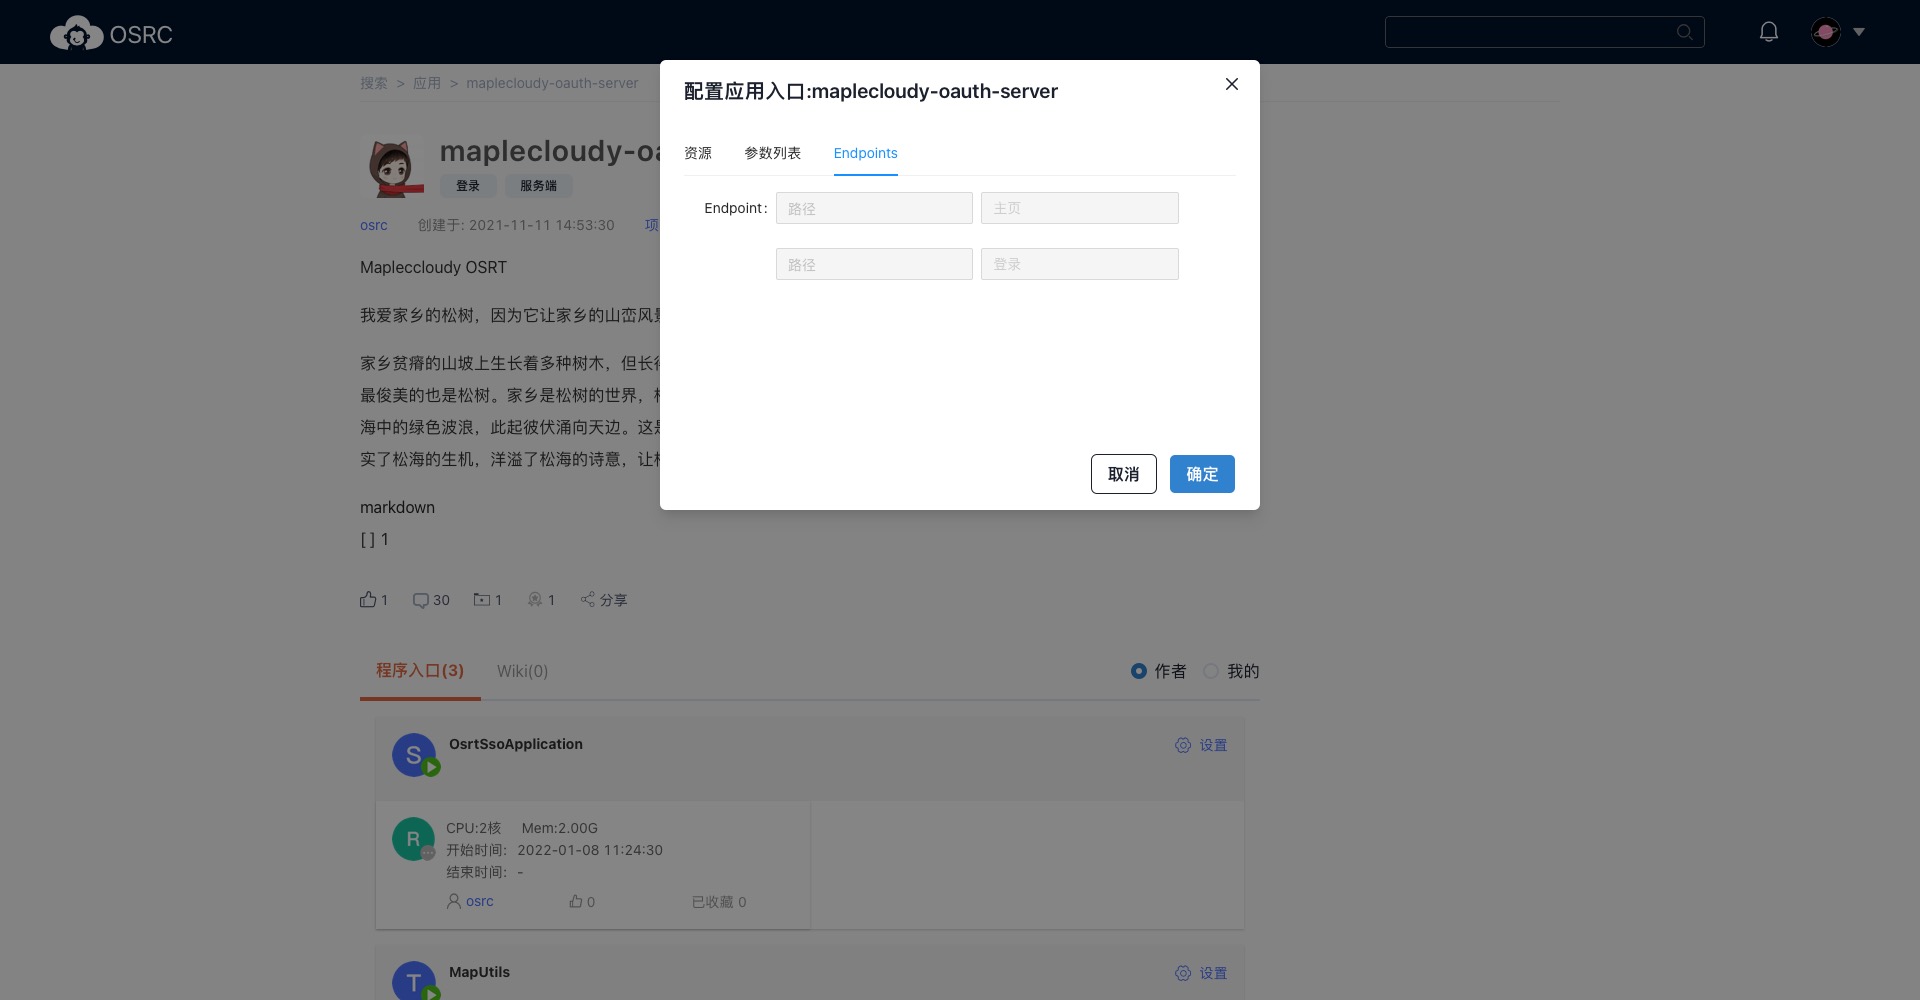 OSRC
搜索 > 应用 > maplecloudy-oauth-server
配置应用入口:maplecloudy-oauth-server
资源 参数列表 Endpoints
Endpoint: 路径 主页
路径 登录
取消 确定
maplecloudy-oa
登录 服务端
osrc 创建于: 2021-11-11 14:53:30 项
Mapleccloudy OSRT
我爱家乡的松树，因为它让家乡的山峦风景
家乡贫瘠的山坡上生长着多种树木，但长得
最俊美的也是松树。家乡是松树的世界，
海中的绿色波浪，此起彼伏涌向天边。这是
实了松海的生机，洋溢了松海的诗意，让
markdown
[ ] 1
1 30 1 1 分享
程序入口(3) Wiki(0) 作者 我的
S OsrtSsoApplication 设置
R CPU:2核 Mem:2.00G
开始时间: 2022-01-08 11:24:30
结束时间: -
osrc 0 已收藏 0
T MapUtils 设置